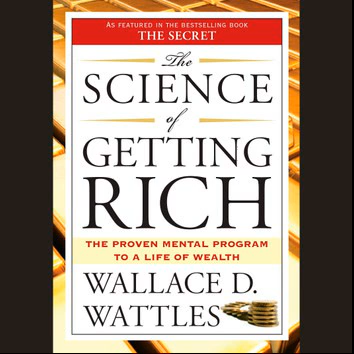 AS FEATURED IN THE BESTSELLING BOOK
THE SECRET
The
SCIENCE
of
GETTING
RICH
THE PROVEN MENTAL PROGRAM
TO A LIFE OF WEALTH
WALLACE D.
WATTLES